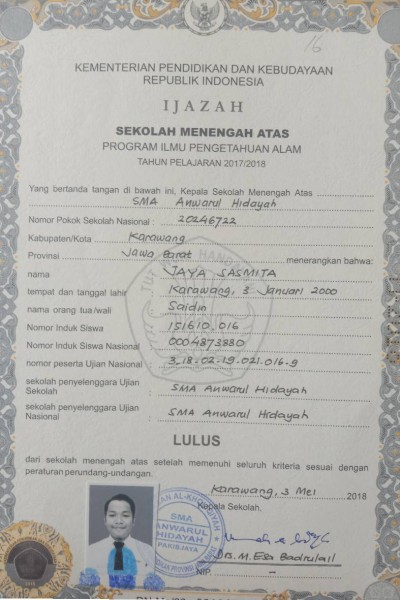 16
KEMENTERIAN PENDIDIKAN DAN KEBUDAYAAN
REPUBLIK INDONESIA
IJAZAH
SEKOLAH MENENGAH ATAS
PROGRAM ILMU PENGETAHUAN ALAM
TAHUN PELAJARAN 2017/2018
Yang bertanda tangan di bawah ini, Kepala Sekolah Menengah Atas
SMA Anwarul Hidayah
Nomor Pokok Sekolah Nasional : 20246722
Kabupaten/Kota Karawang
Provinsi Jawa Barat menerangkan bahwa:
nama : JAYA SASMITA
tempat dan tanggal lahir : Karawang, 3 Januari 2000
nama orang tua/wali : Saidin
Nomor Induk Siswa : 151610.016
Nomor Induk Siswa Nasional : 0004873880
nomor peserta Ujian Nasional : 3.18.02.19.021.016.9
sekolah penyelenggara Ujian Sekolah : SMA Anwarul Hidayah
sekolah penyelenggara Ujian Nasional : SMA Anwarul Hidayah
LULUS
dari sekolah menengah atas setelah memenuhi seluruh kriteria sesuai dengan
peraturan perundang-undangan.
Karawang, 3 Mei 2018
Kepala Sekolah,
SMA
ANWARUL
HIDAYAH
PAKISJAYA
Drs. M. Esa Badrulail
NIP. -